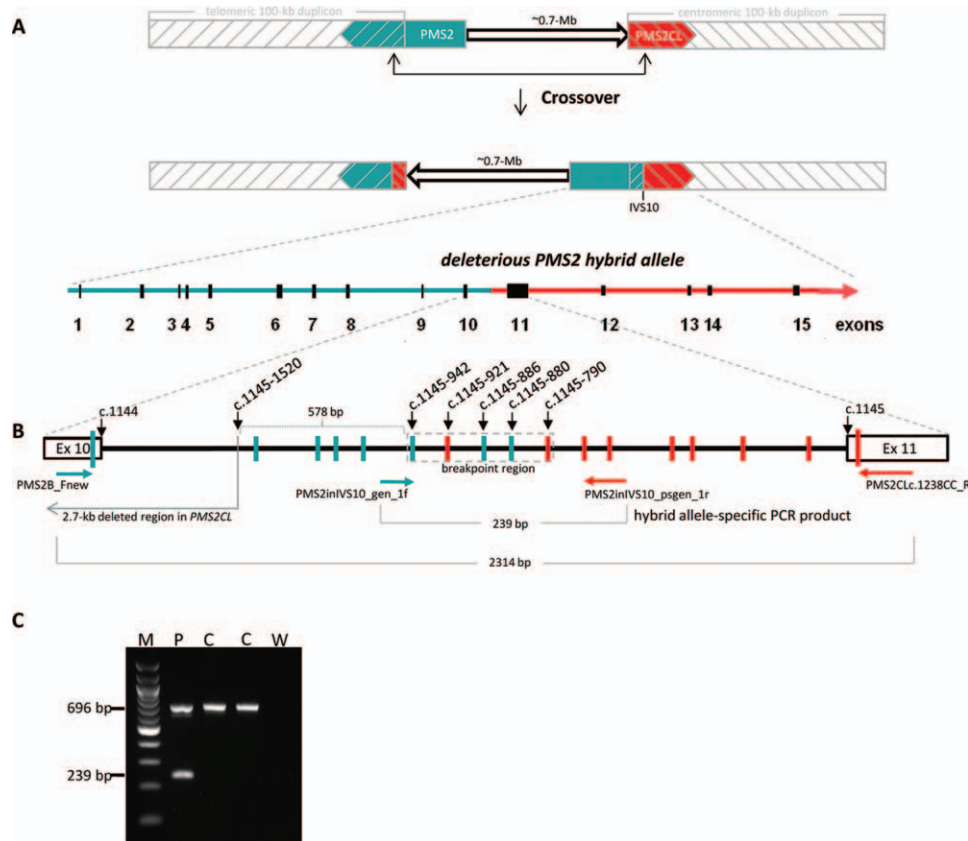 A
telomeric 100-kb duplicon
~0.7-Mb
centromeric 100-kb duplicon
PMS2
PMS2CL
Crossover
~0.7-Mb
IVS10
deleterious PMS2 hybrid allele
1 2 3 4 5 6 7 8 9 10 11 12 13 14 15 exons
B
c.1144
c.1145-1520
c.1145-942
c.1145-921
c.1145-886
c.1145-880
c.1145-790
c.1145
578 bp
Ex 10
breakpoint region
Ex 11
PMS2B_Fnew
PMS2inIVS10_gen_1f
PMS2inIVS10_psgen_1r
PMS2CLc.1238CC_R
2.7-kb deleted region in PMS2CL
239 bp
hybrid allele-specific PCR product
2314 bp
C
M P C C W
696 bp
239 bp